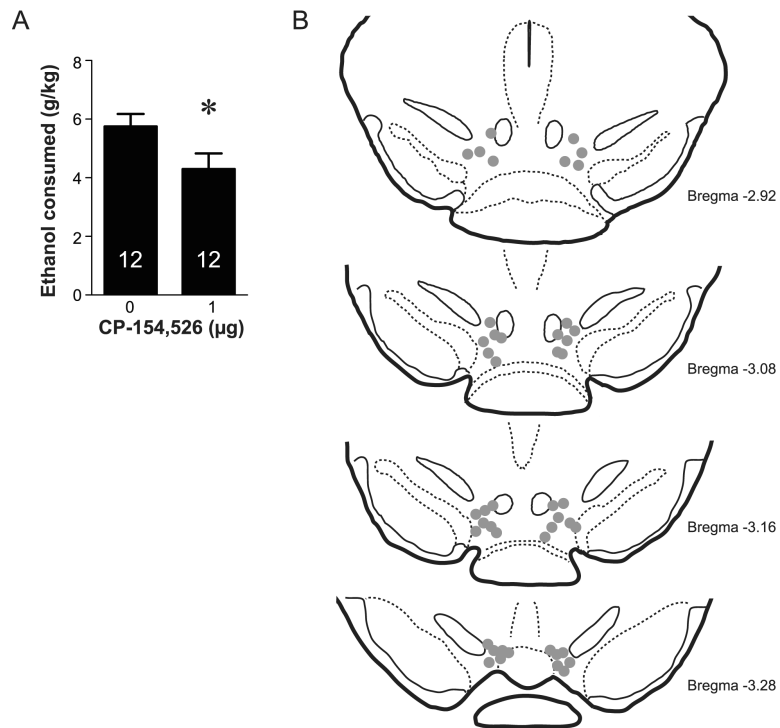 A
B
8
6
4
2
0
Ethanol consumed (g/kg)
*
12 12
0 1
CP-154,526 (µg)
Bregma -2.92
Bregma -3.08
Bregma -3.16
Bregma -3.28